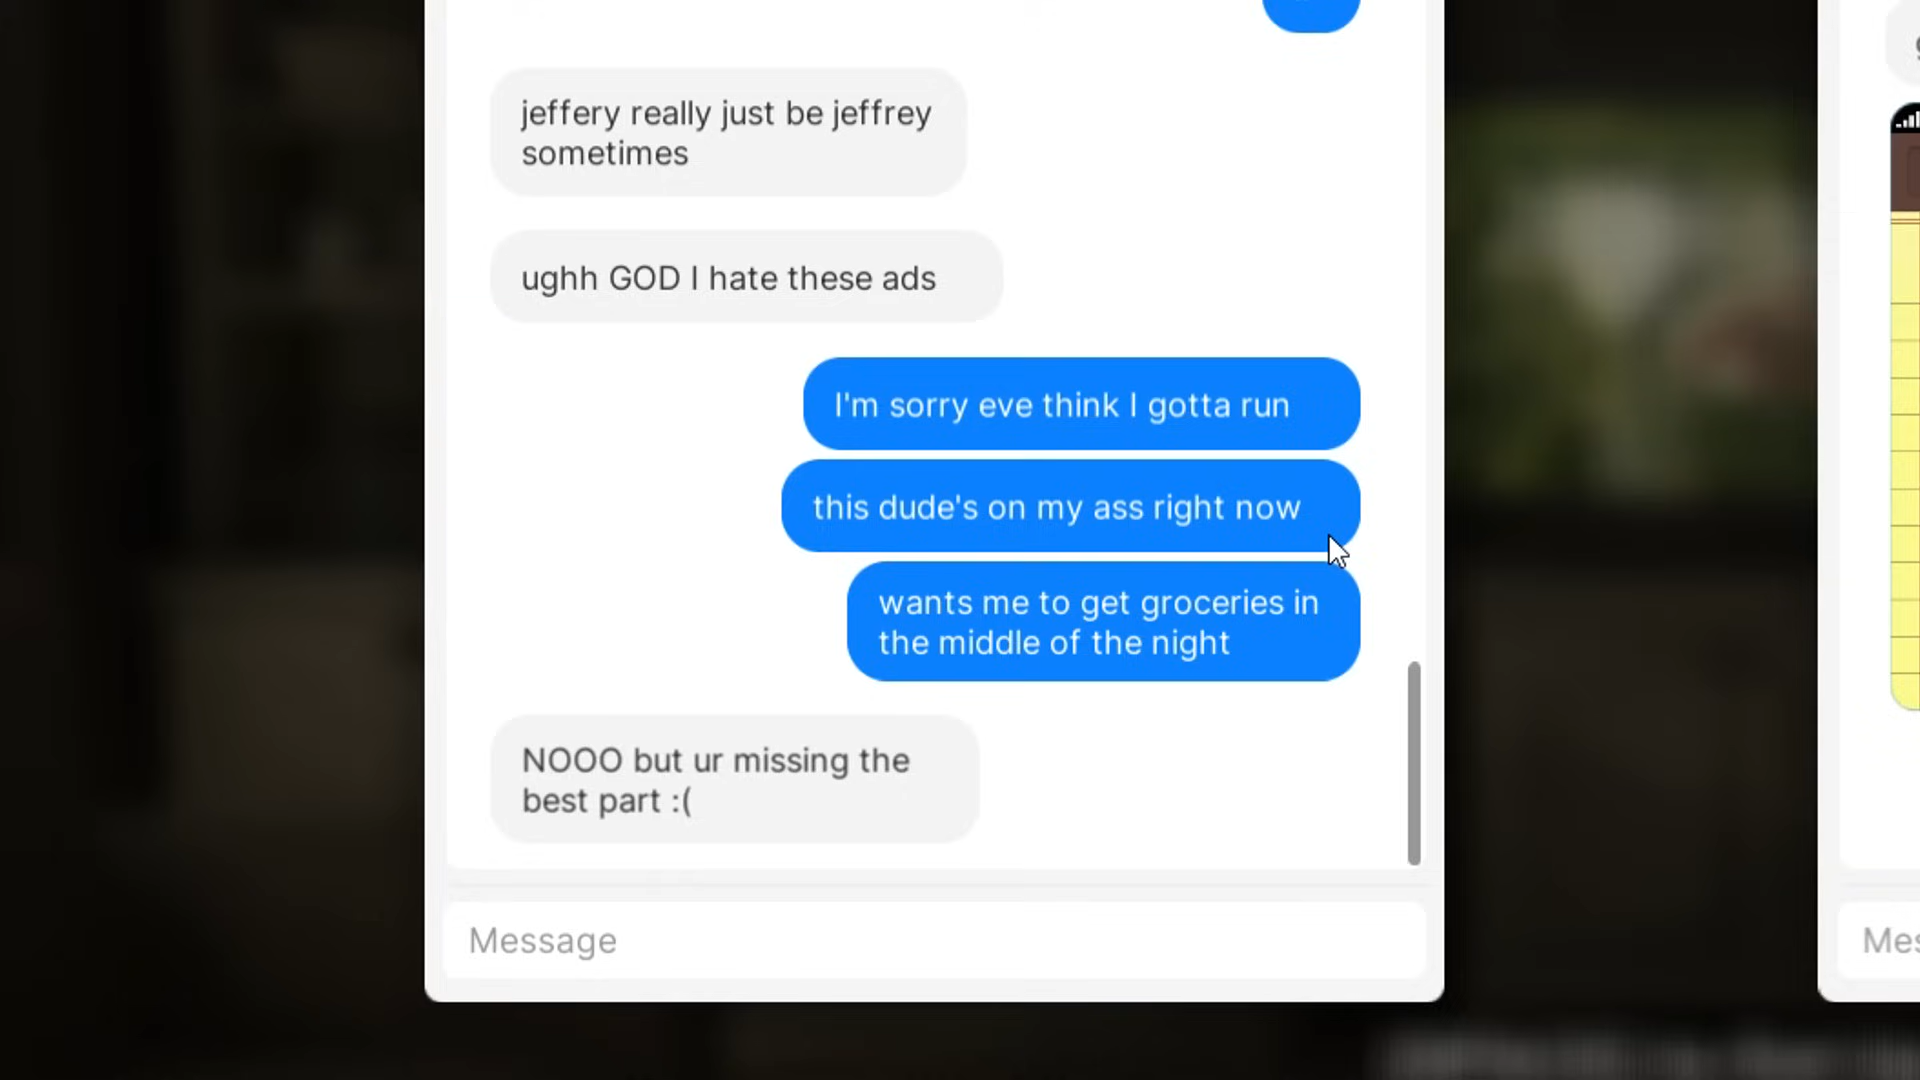 jeffery really just be jeffrey
sometimes
ughh GOD I hate these ads
I'm sorry eve think I gotta run
this dude's on my ass right now
wants me to get groceries in
the middle of the night
NOOO but ur missing the
best part :(
Message